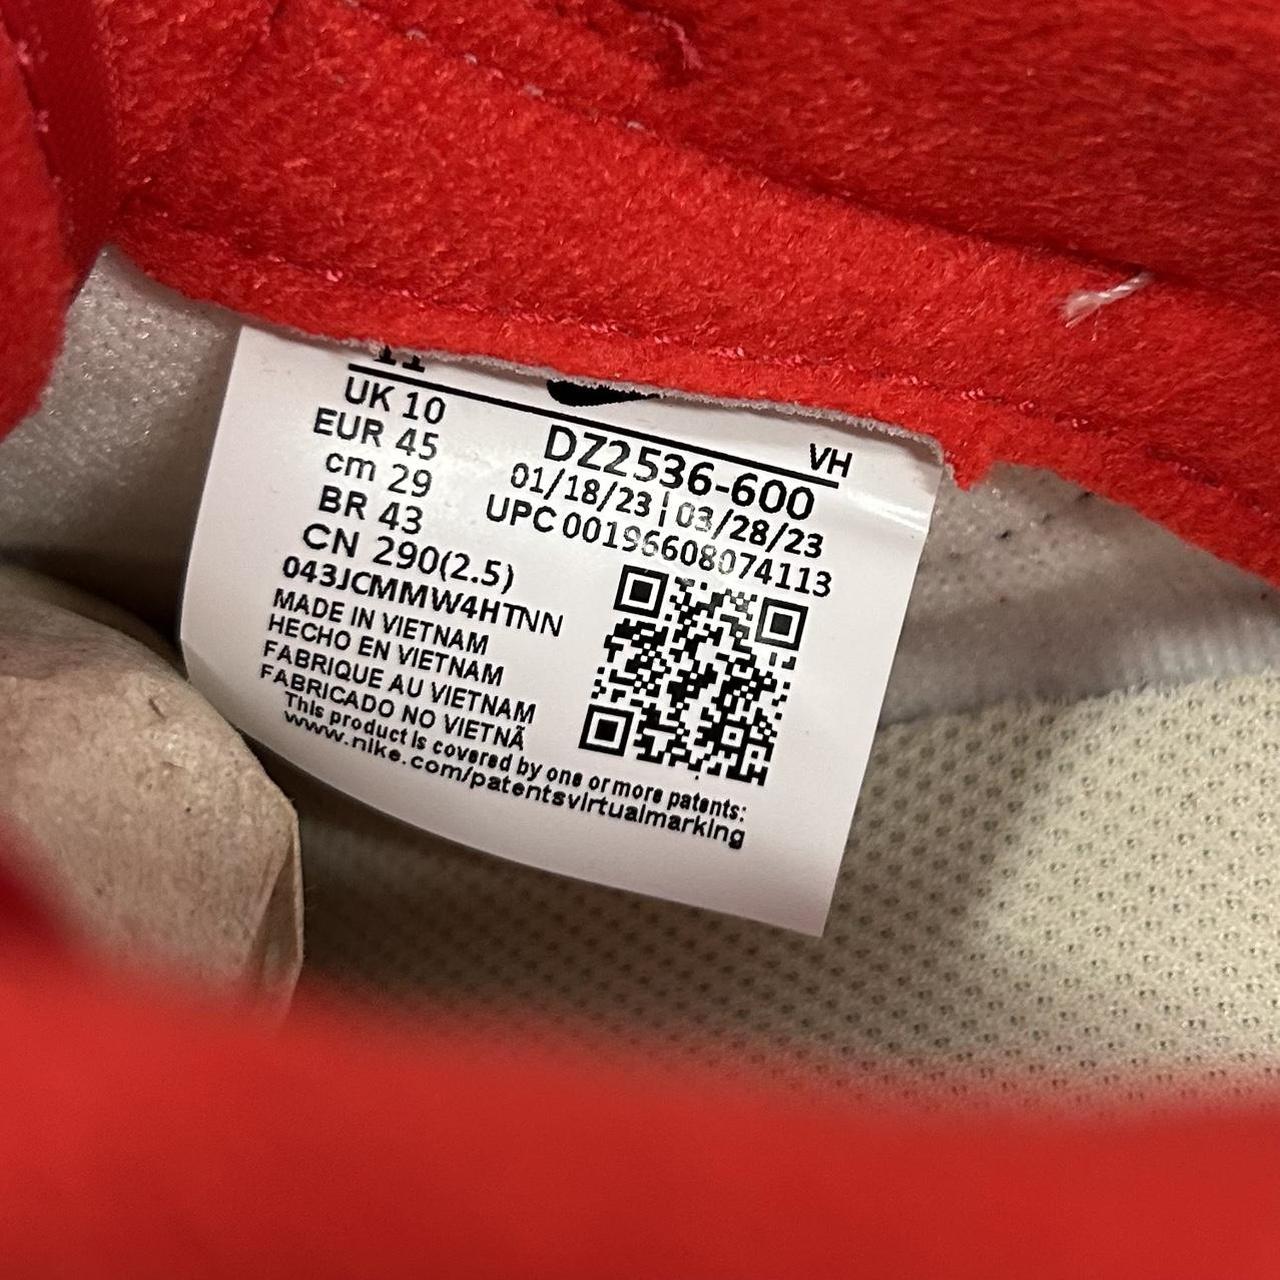 11
UK 10
EUR 45
cm 29
BR 43
CN 290(2.5)
VH
DZ2536-600
01/18/23 | 03/28/23
UPC 00196608074113
043JCMMW4HTNN
MADE IN VIETNAM
HECHO EN VIETNAM
FABRIQUE AU VIETNAM
FABRICADO NO VIETNÃ
This product is covered by one or more patents:
www.nike.com/patentsvirtualmarking